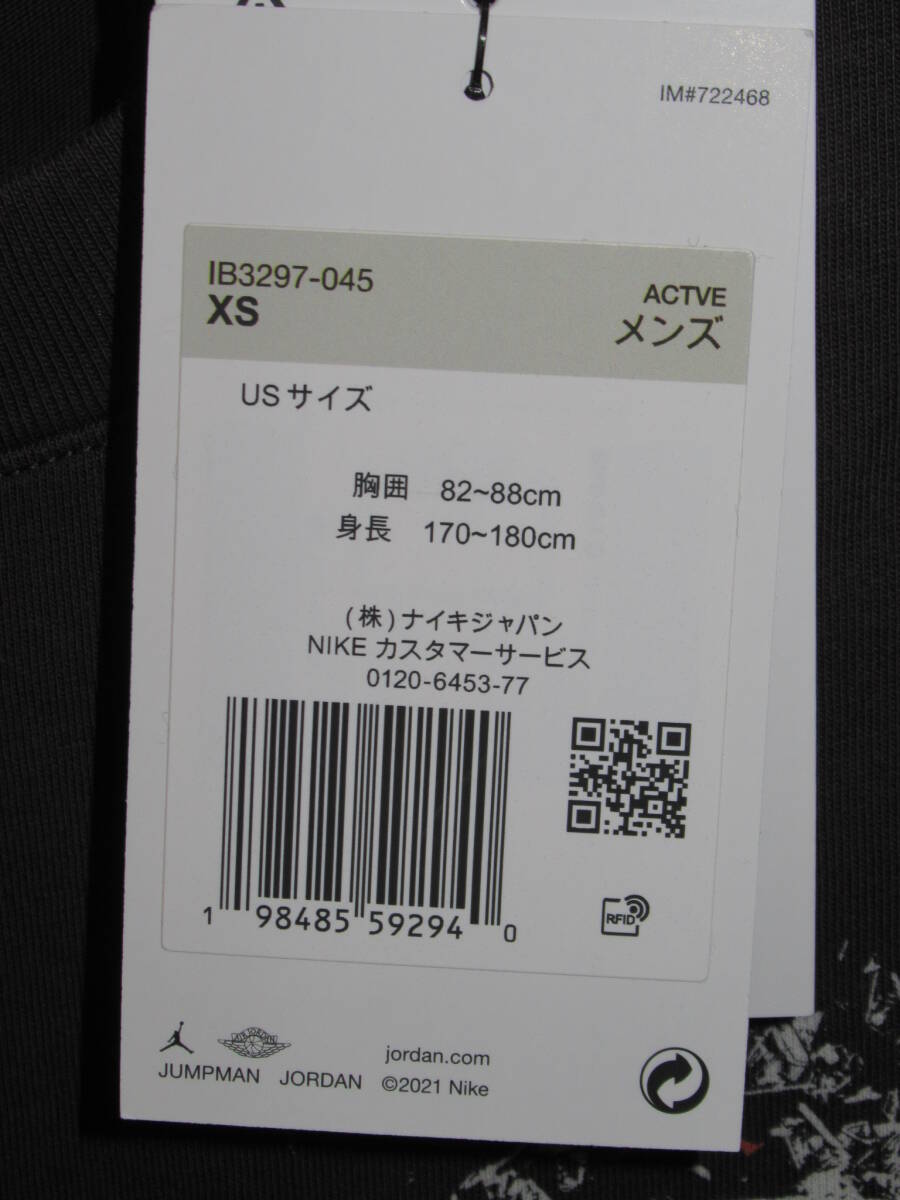 IM#722468
IB3297-045
XS
ACTVE
メンズ
USサイズ
胸囲 82~88cm
身長 170~180cm
(株)ナイキジャパン
NIKE カスタマーサービス
0120-6453-77
1 98485 59294 0
RFID
JUMPMAN JORDAN
jordan.com
©2021 Nike